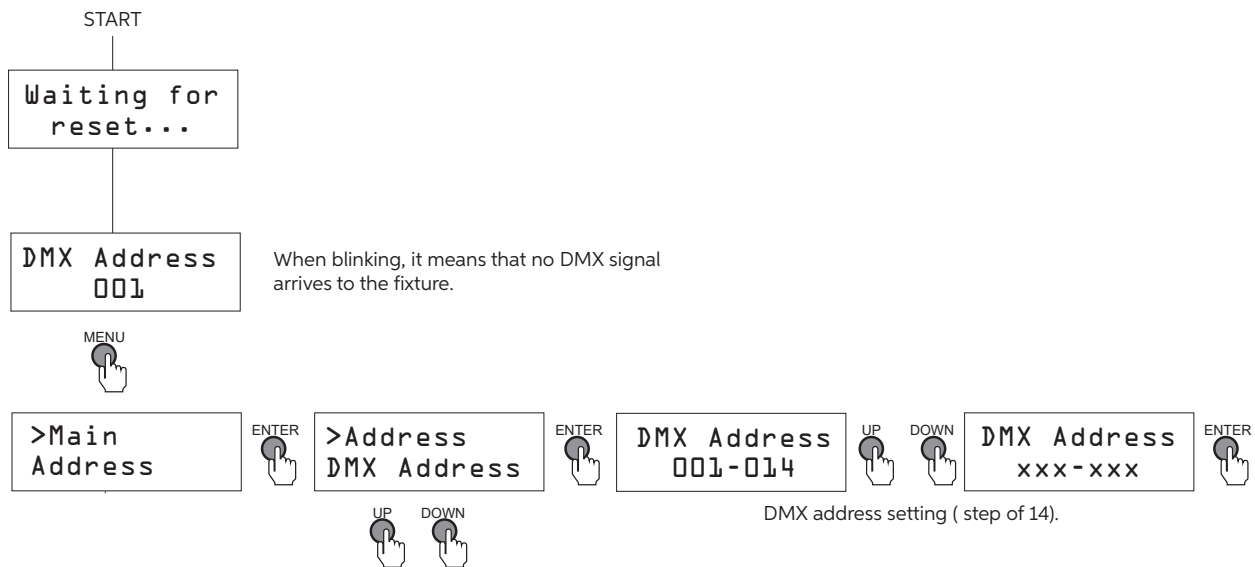 START
Waiting for
reset...
DMX Address
001
When blinking, it means that no DMX signal
arrives to the fixture.
MENU
>Main
Address
ENTER
>Address
DMX Address
ENTER
DMX Address
001-014
UP DOWN
DMX Address
xxx-xxx
ENTER
DMX address setting ( step of 14).
UP DOWN